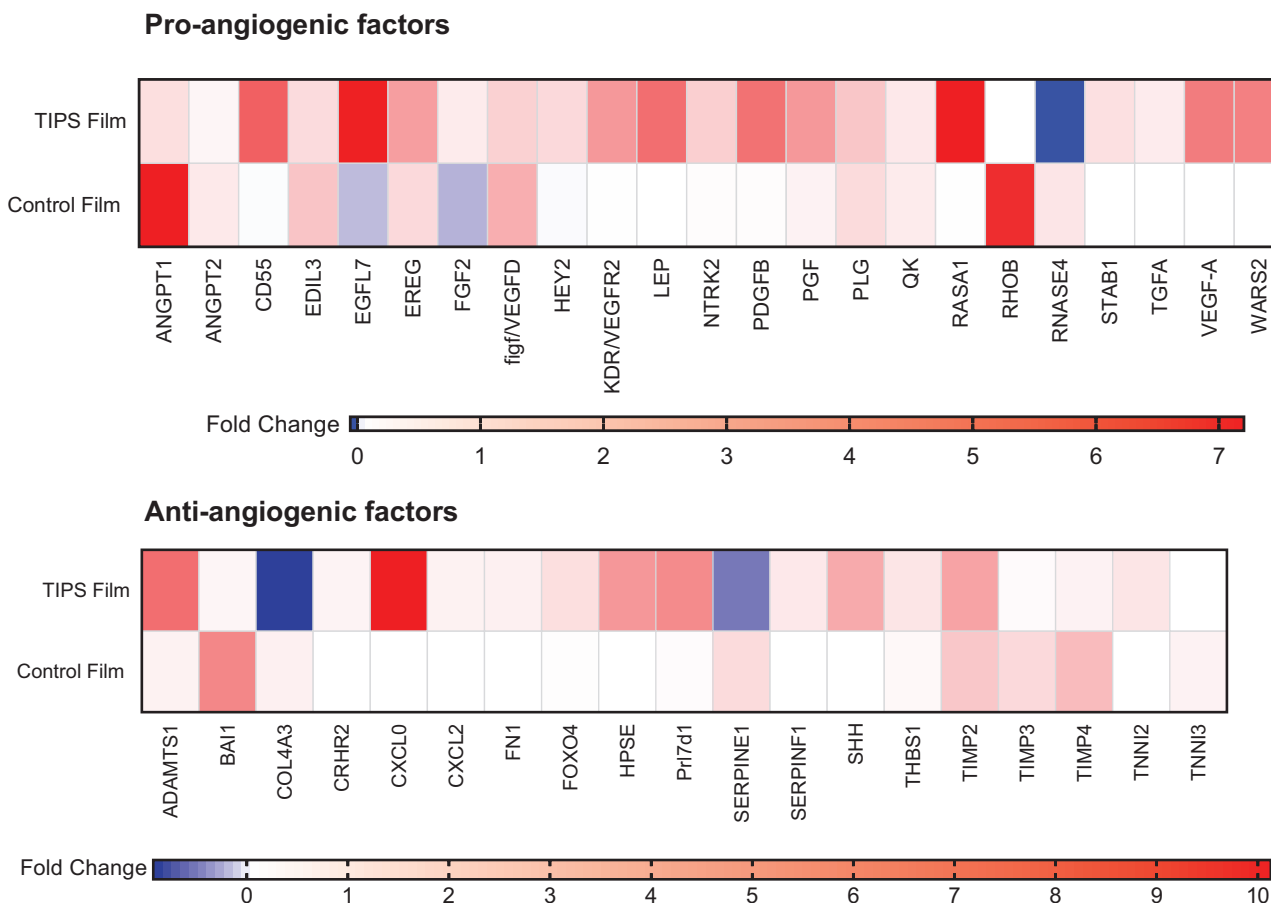 Pro-angiogenic factors
TIPS Film
Control Film
ANGPT1 ANGPT2 CD55 EDIL3 EGFL7 EREG FGF2 figf/VEGFD HEY2 KDR/VEGFR2 LEP NTRK2 PDGFB PGF PLG QK RASA1 RHOB RNASE4 STAB1 TGFA VEGF-A WARS2
Fold Change
0 1 2 3 4 5 6 7
Anti-angiogenic factors
TIPS Film
Control Film
ADAMTS1 BAI1 COL4A3 CRHR2 CXCL0 CXCL2 FN1 FOXO4 HPSE Prl7d1 SERPINE1 SERPINF1 SHH THBS1 TIMP2 TIMP3 TIMP4 TNNI2 TNNI3
Fold Change
0 1 2 3 4 5 6 7 8 9 10